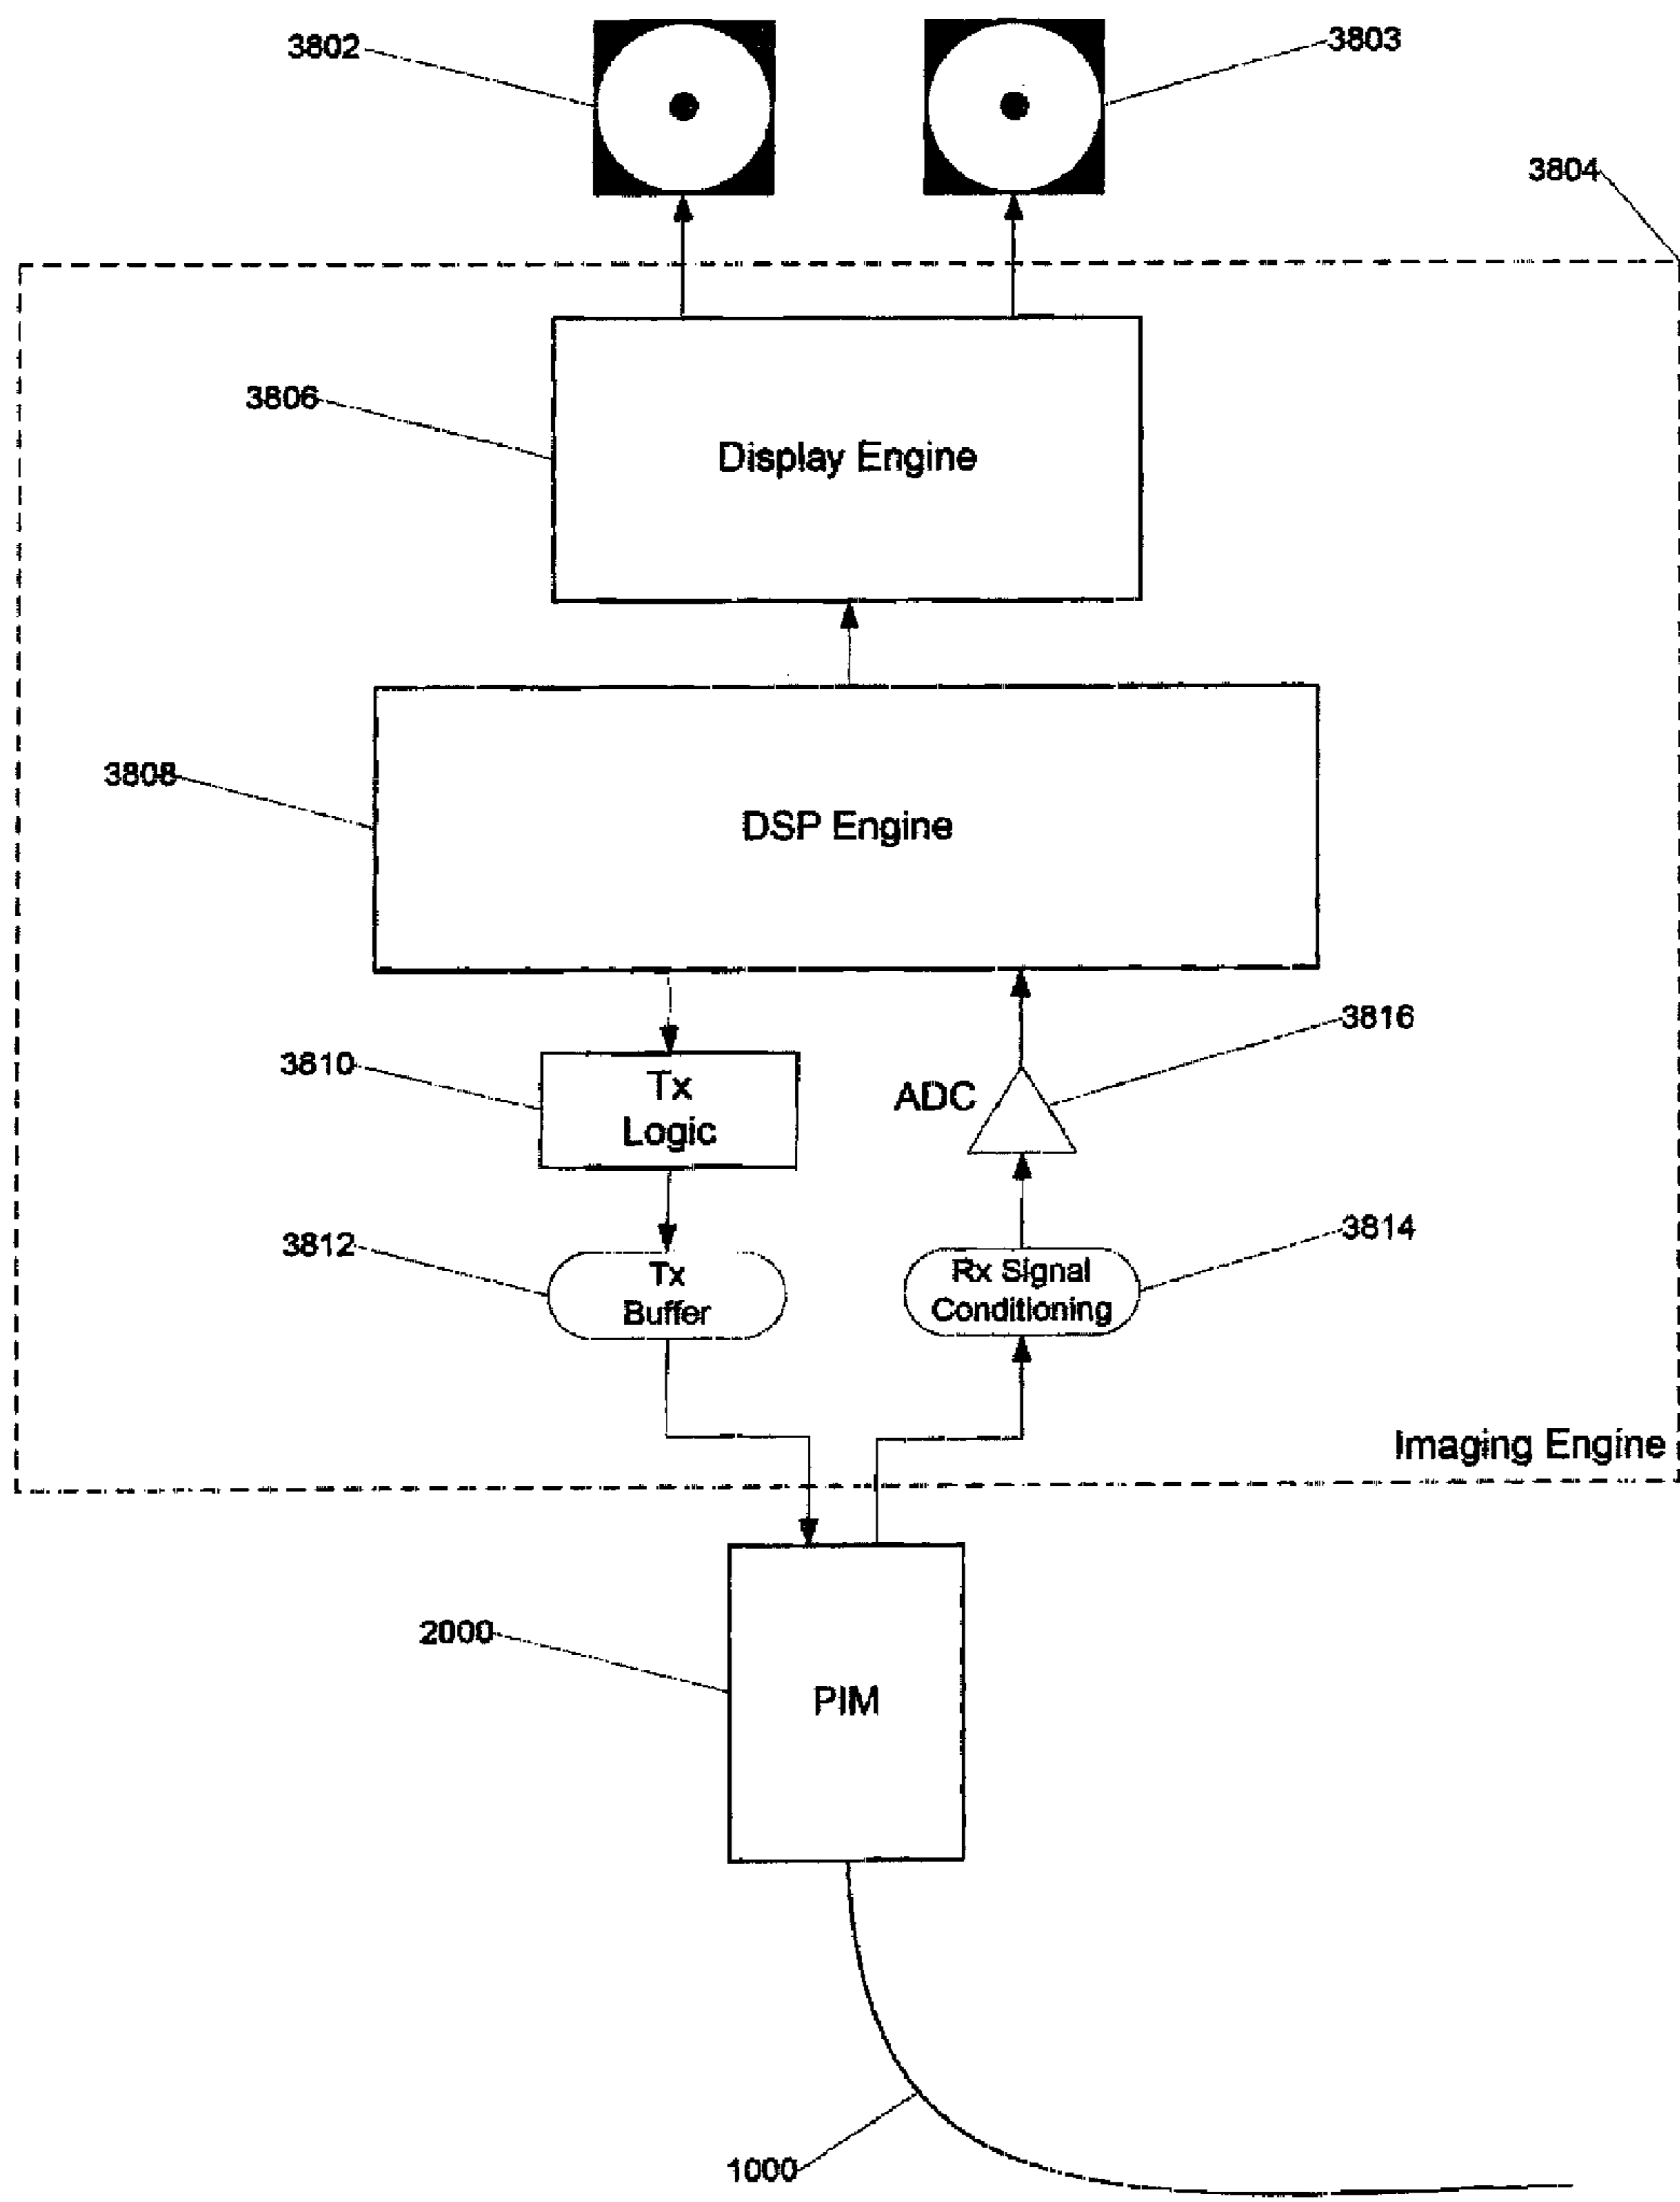 3802
3803
3804
3806
Display Engine
3808
DSP Engine
3816
3810
Tx
Logic
ADC
3812
Tx
Buffer
3814
Rx Signal
Conditioning
Imaging Engine
2000
PIM
1000